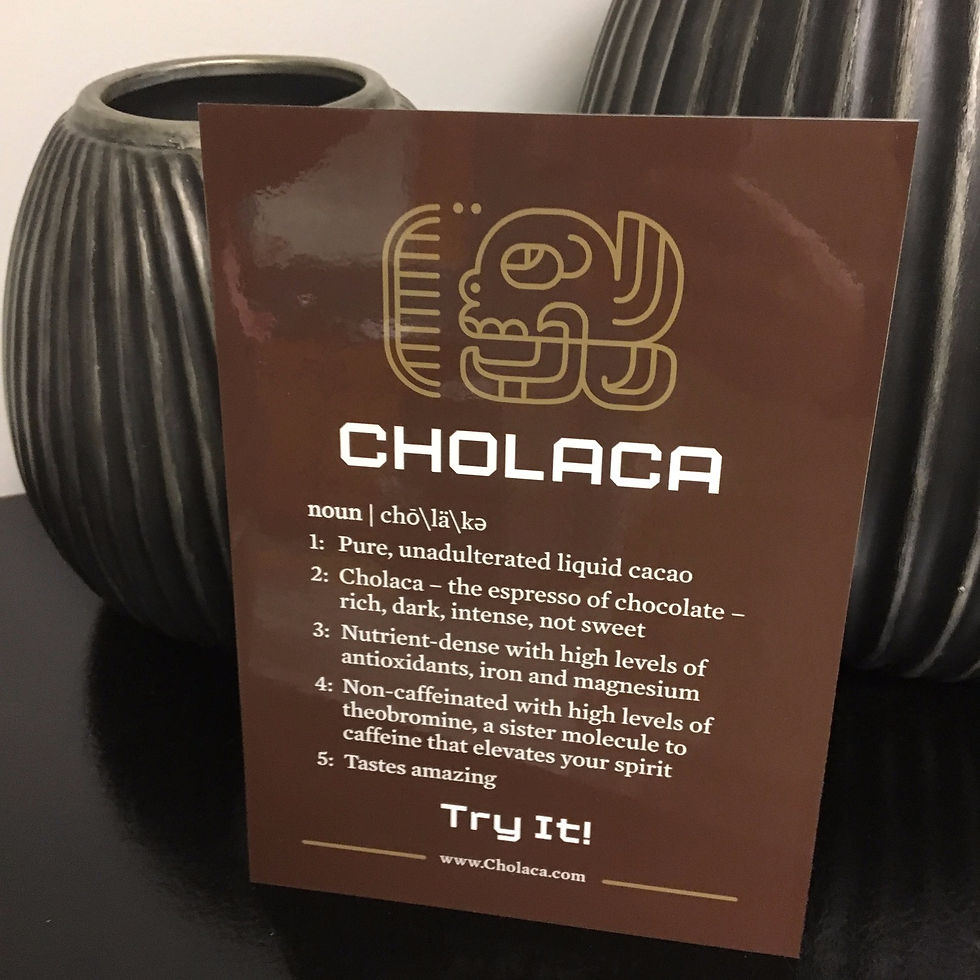 CHOLACA
noun | chō\lä\kə
1: Pure, unadulterated liquid cacao
2: Cholaca – the espresso of chocolate –
rich, dark, intense, not sweet
3: Nutrient-dense with high levels of
antioxidants, iron and magnesium
4: Non-caffeinated with high levels of
theobromine, a sister molecule to
caffeine that elevates your spirit
5: Tastes amazing
Try It!
www.Cholaca.com